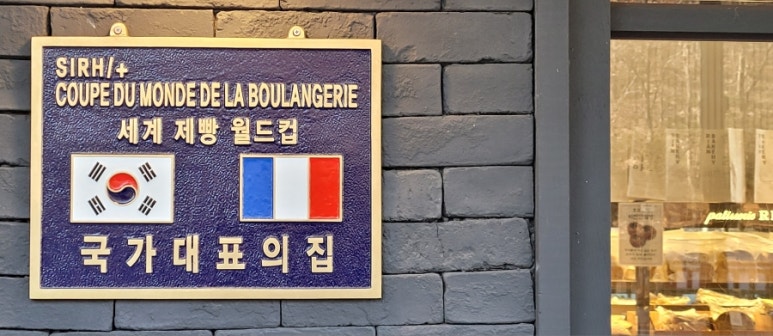 SIRH/+
COUPE DU MONDE DE LA BOULANGERIE
세계 제빵 월드컵
국가대표의집